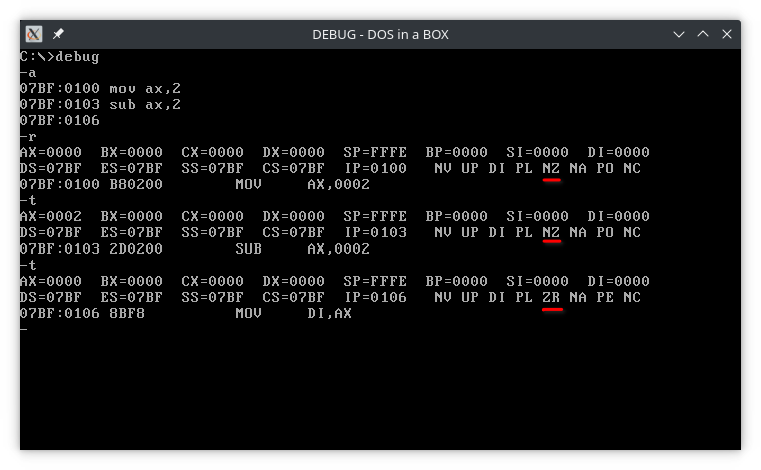 DEBUG - DOS in a BOX
C:\>debug
-a
07BF:0100 mov ax,2
07BF:0103 sub ax,2
07BF:0106
-r
AX=0000  BX=0000  CX=0000  DX=0000  SP=FFFE  BP=0000  SI=0000  DI=0000
DS=07BF  ES=07BF  SS=07BF  CS=07BF  IP=0100   NV UP DI PL NZ NA PO NC
07BF:0100 B80200        MOV     AX,0002
-t
AX=0002  BX=0000  CX=0000  DX=0000  SP=FFFE  BP=0000  SI=0000  DI=0000
DS=07BF  ES=07BF  SS=07BF  CS=07BF  IP=0103   NV UP DI PL NZ NA PO NC
07BF:0103 2D0200        SUB     AX,0002
-t
AX=0000  BX=0000  CX=0000  DX=0000  SP=FFFE  BP=0000  SI=0000  DI=0000
DS=07BF  ES=07BF  SS=07BF  CS=07BF  IP=0106   NV UP DI PL ZR NA PE NC
07BF:0106 8BF8          MOV     DI,AX
-